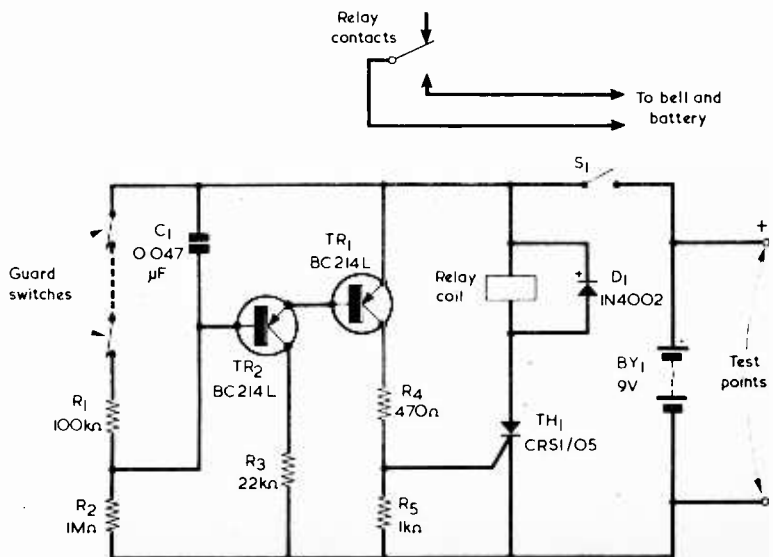 Relay
contacts
To bell and
battery
S1
C1
0·047
μF
TR1
BC214L
+
Guard
switches
Relay
coil
+
D1
IN4002
TR2
BC214L
BY1
9V
Test
points
R1
100kΩ
R4
470Ω
TH1
CRS1/05
R3
22kΩ
R2
1MΩ
R5
1kΩ